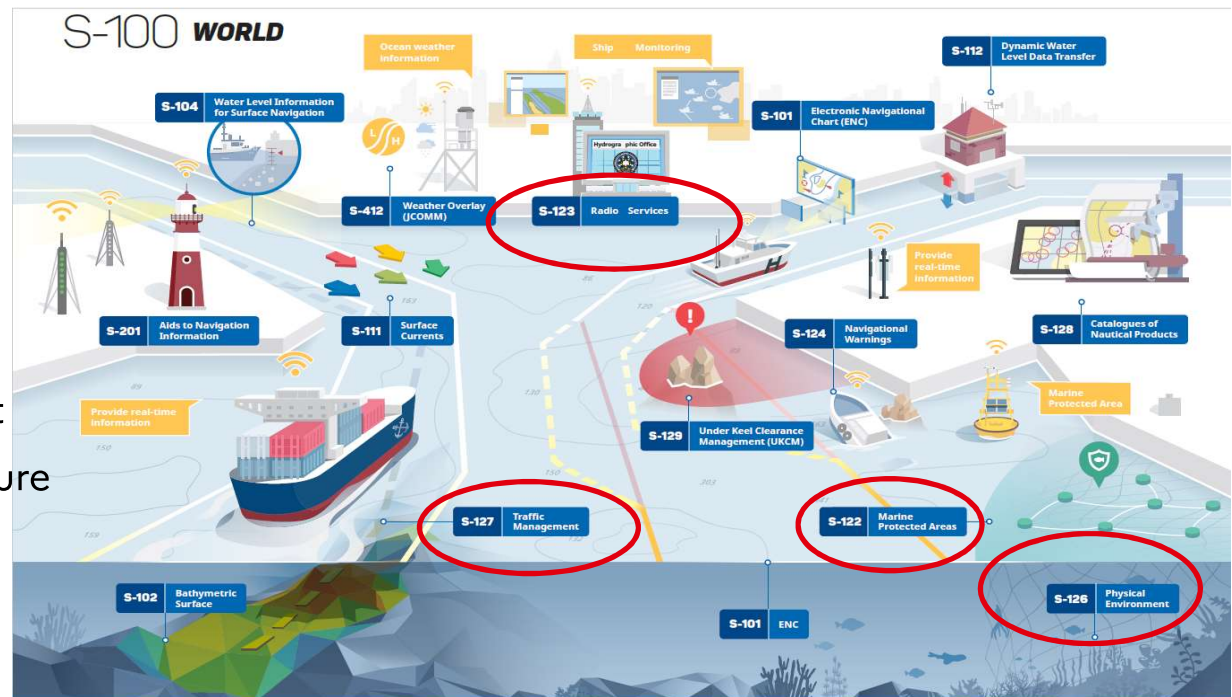 S-100 WORLD
Ocean weather
information
Ship Monitoring
S-112 Dynamic Water
Level Data Transfer
S-104 Water Level Information
for Surface Navigation
S-101 Electronic Navigational
Chart (ENC)
L
H
Hydrogra phic Office
S-412 Weather Overlay
(JCOMM)
S-123 Radio Services
H
Provide
real-time
information
S-201 Aids to Navigation
Information
S-111 Surface
Currents
!
S-124 Navigational
Warnings
S-128 Catalogues of
Nautical Products
t
ure
Provide real-time
information
Marine
Protected Area
S-129 Under Keel Clearance
Management (UKCM)
S-127 Traffic
Management
S-122 Marine
Protected Areas
S-102 Bathymetric
Surface
S-101 ENC
S-126 Physical
Environment